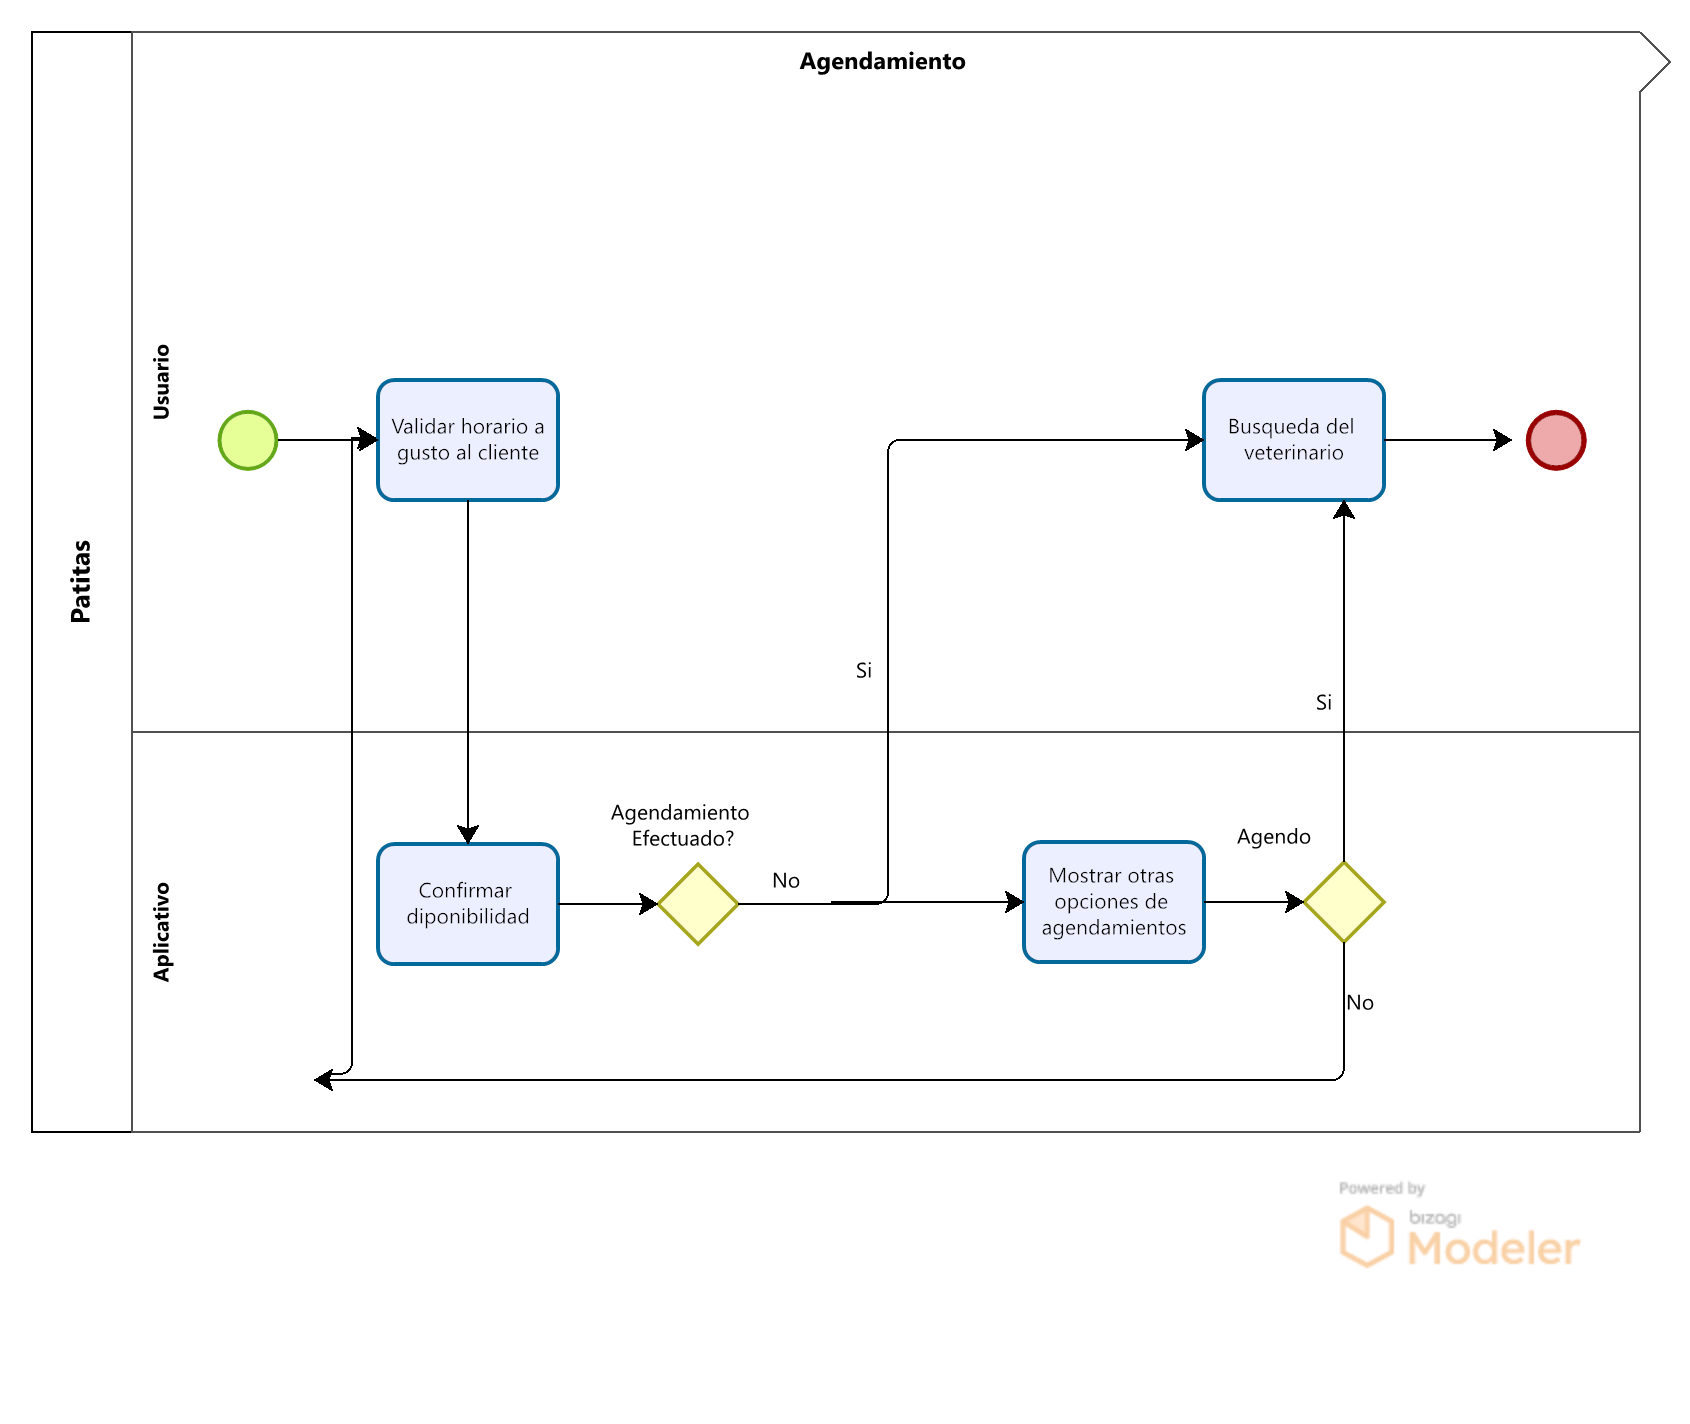 Agendamiento
Patitas
Usuario
Validar horario a
gusto al cliente
Busqueda del
veterinario
Si
Si
Aplicativo
Agendamiento
Efectuado?
Agendo
Confirmar
diponibilidad
No
Mostrar otras
opciones de
agendamientos
No
Powered by
bizagi
Modeler